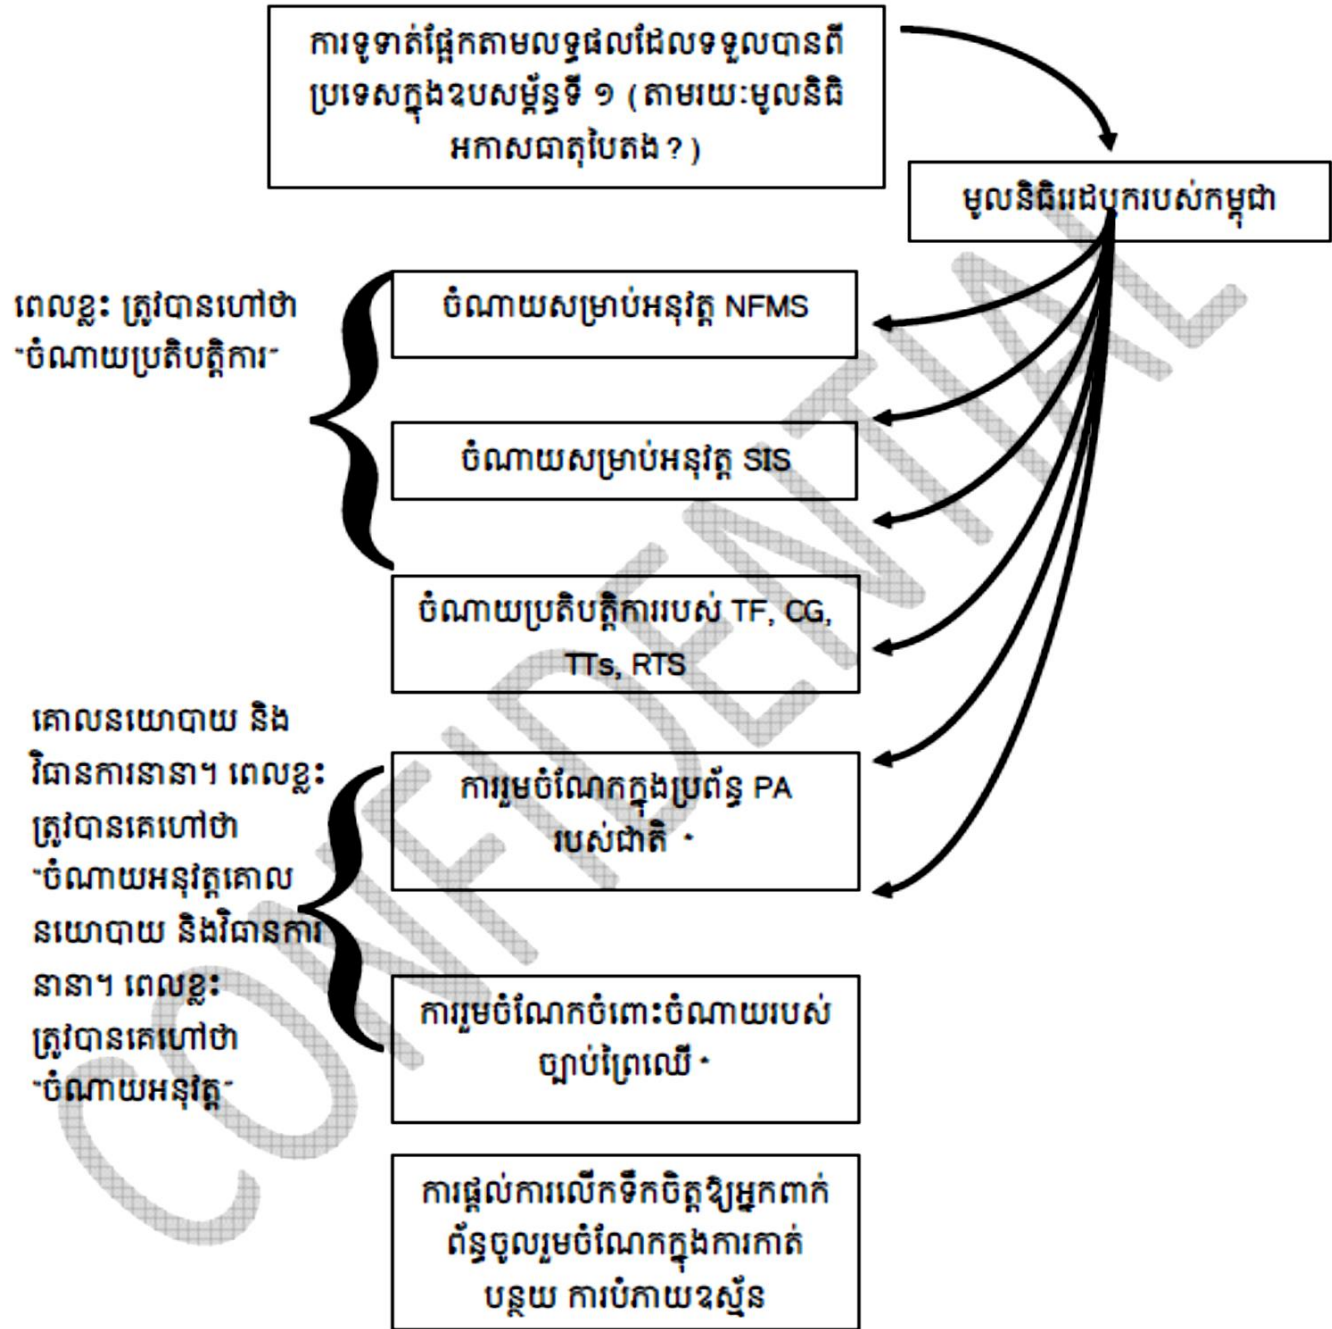 ការទូទាត់ផ្អែកតាមលទ្ធផលដែលទទួលបានពី
ប្រទេសក្នុងឧបសម្ព័ន្ធទី ១ (តាមរយៈមូលនិធិ
អកាសធាតុបៃតង?)
មូលនិធិរេដបូករបស់កម្ពុជា
ពេលខ្លះ ត្រូវបានហៅថា
"ចំណាយប្រតិបត្តិការ"
ចំណាយសម្រាប់អនុវត្ត NFMS
ចំណាយសម្រាប់អនុវត្ត SIS
ចំណាយប្រតិបត្តិការរបស់ TF, CG,
TTs, RTS
គោលនយោបាយ និង
វិធានការនានា។ ពេលខ្លះ
ត្រូវបានគេហៅថា
"ចំណាយអនុវត្តគោល
នយោបាយ និងវិធានការ
នានា។ ពេលខ្លះ
ត្រូវបានគេហៅថា
"ចំណាយអនុវត្ត"
ការរួមចំណែកក្នុងប្រព័ន្ធ PA
របស់ជាតិ *
ការរួមចំណែកចំពោះចំណាយរបស់
ច្បាប់ព្រៃឈើ *
ការផ្តល់ការលើកទឹកចិត្តឱ្យអ្នកពាក់
ព័ន្ធចូលរួមចំណែកក្នុងការកាត់
បន្ថយ ការបំភាយឧស្ម័ន
CONFIDENTIAL